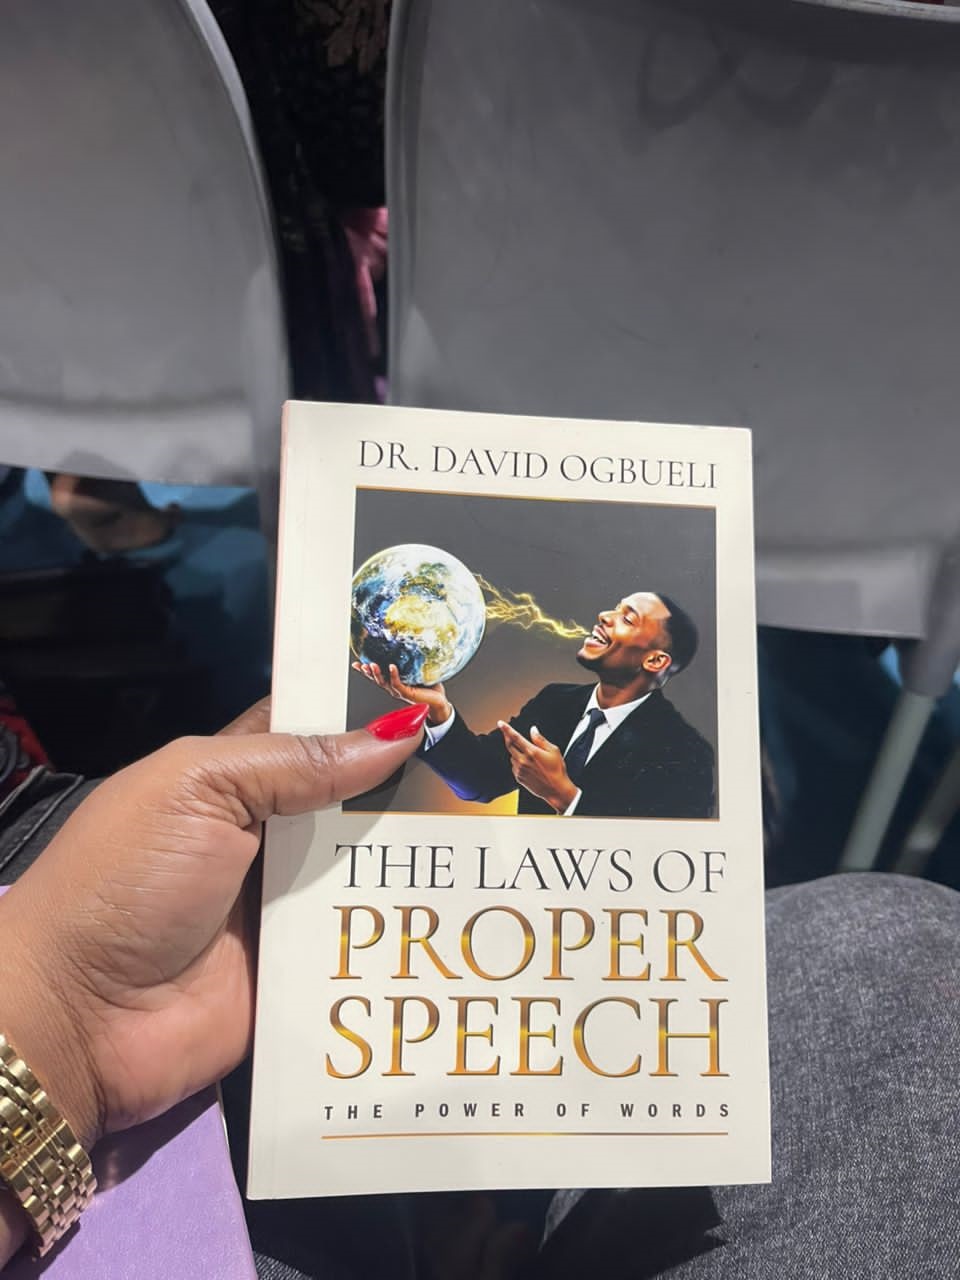 DR. DAVID OGBUELI
THE LAWS OF
PROPER
SPEECH
THE POWER OF WORDS